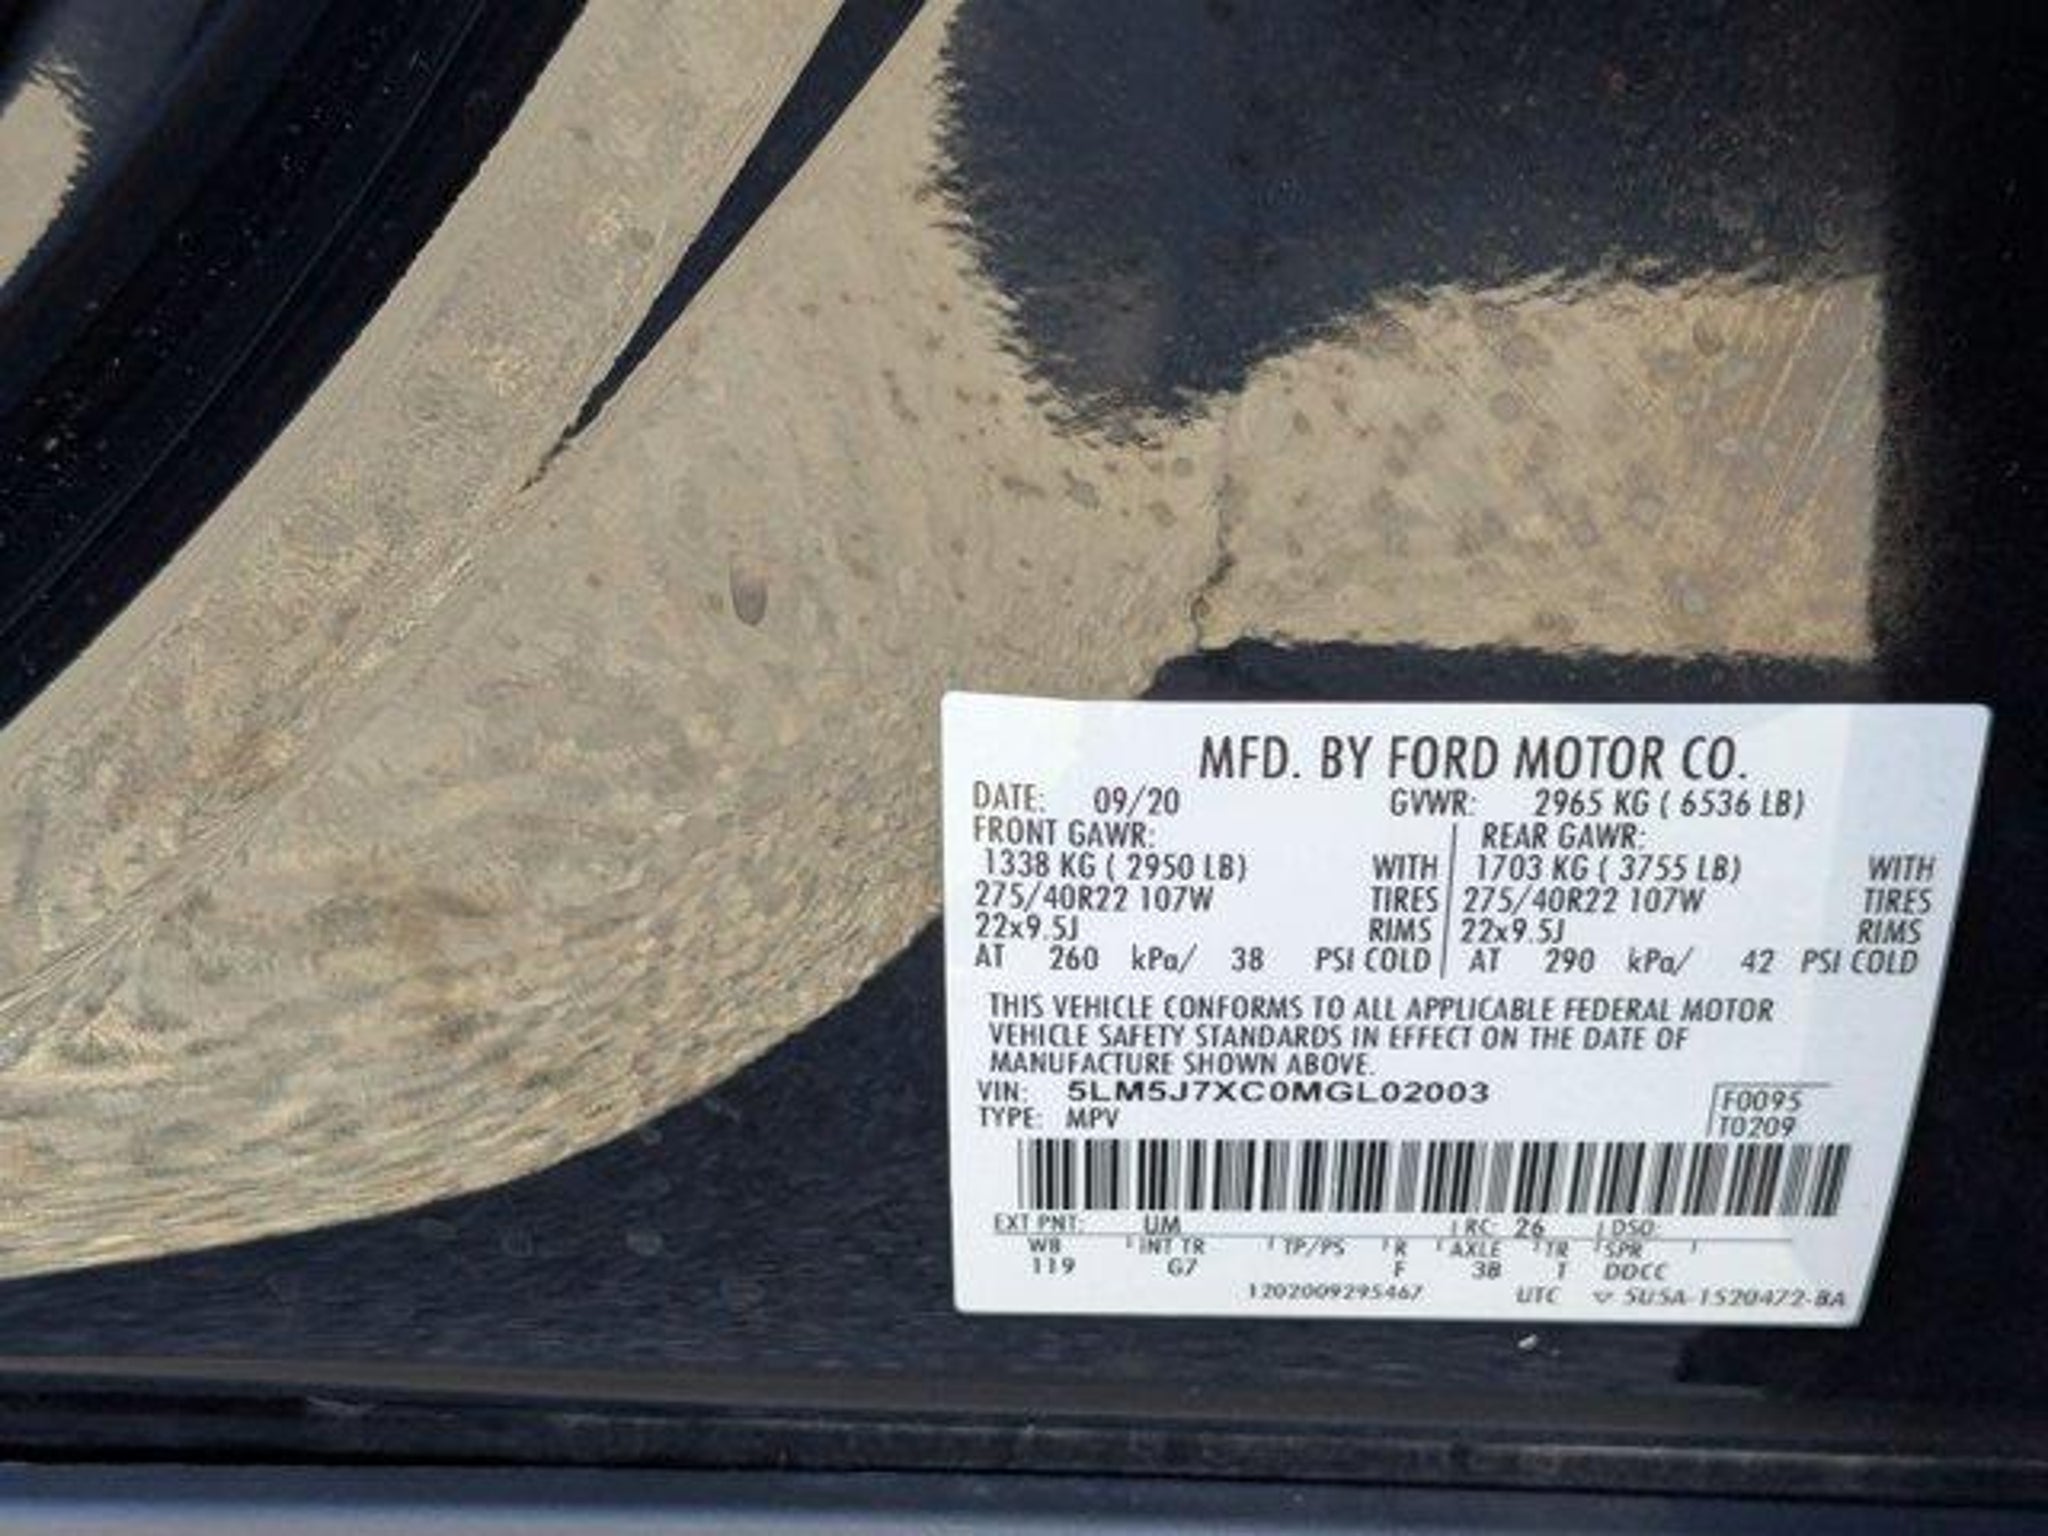 MFD. BY FORD MOTOR CO.
DATE: 09/20 GVWR: 2965 KG ( 6536 LB)
FRONT GAWR: REAR GAWR:
1338 KG ( 2950 LB) WITH 1703 KG ( 3755 LB) WITH
275/40R22 107W TIRES 275/40R22 107W TIRES
22x9.5J RIMS 22x9.5J RIMS
AT 260 kPa/ 38 PSI COLD AT 290 kPa/ 42 PSI COLD
THIS VEHICLE CONFORMS TO ALL APPLICABLE FEDERAL MOTOR
VEHICLE SAFETY STANDARDS IN EFFECT ON THE DATE OF
MANUFACTURE SHOWN ABOVE.
VIN: 5LM5J7XC0MGL02003
F0095
TYPE: MPV
T0209
EXT PNT: UM RC: 26 DSO:
WB INT TR TP/PS R AXLE TR SPR
119 G7 F 3B T DDCC
1202009295467 UTC 5U5A-1520472-BA